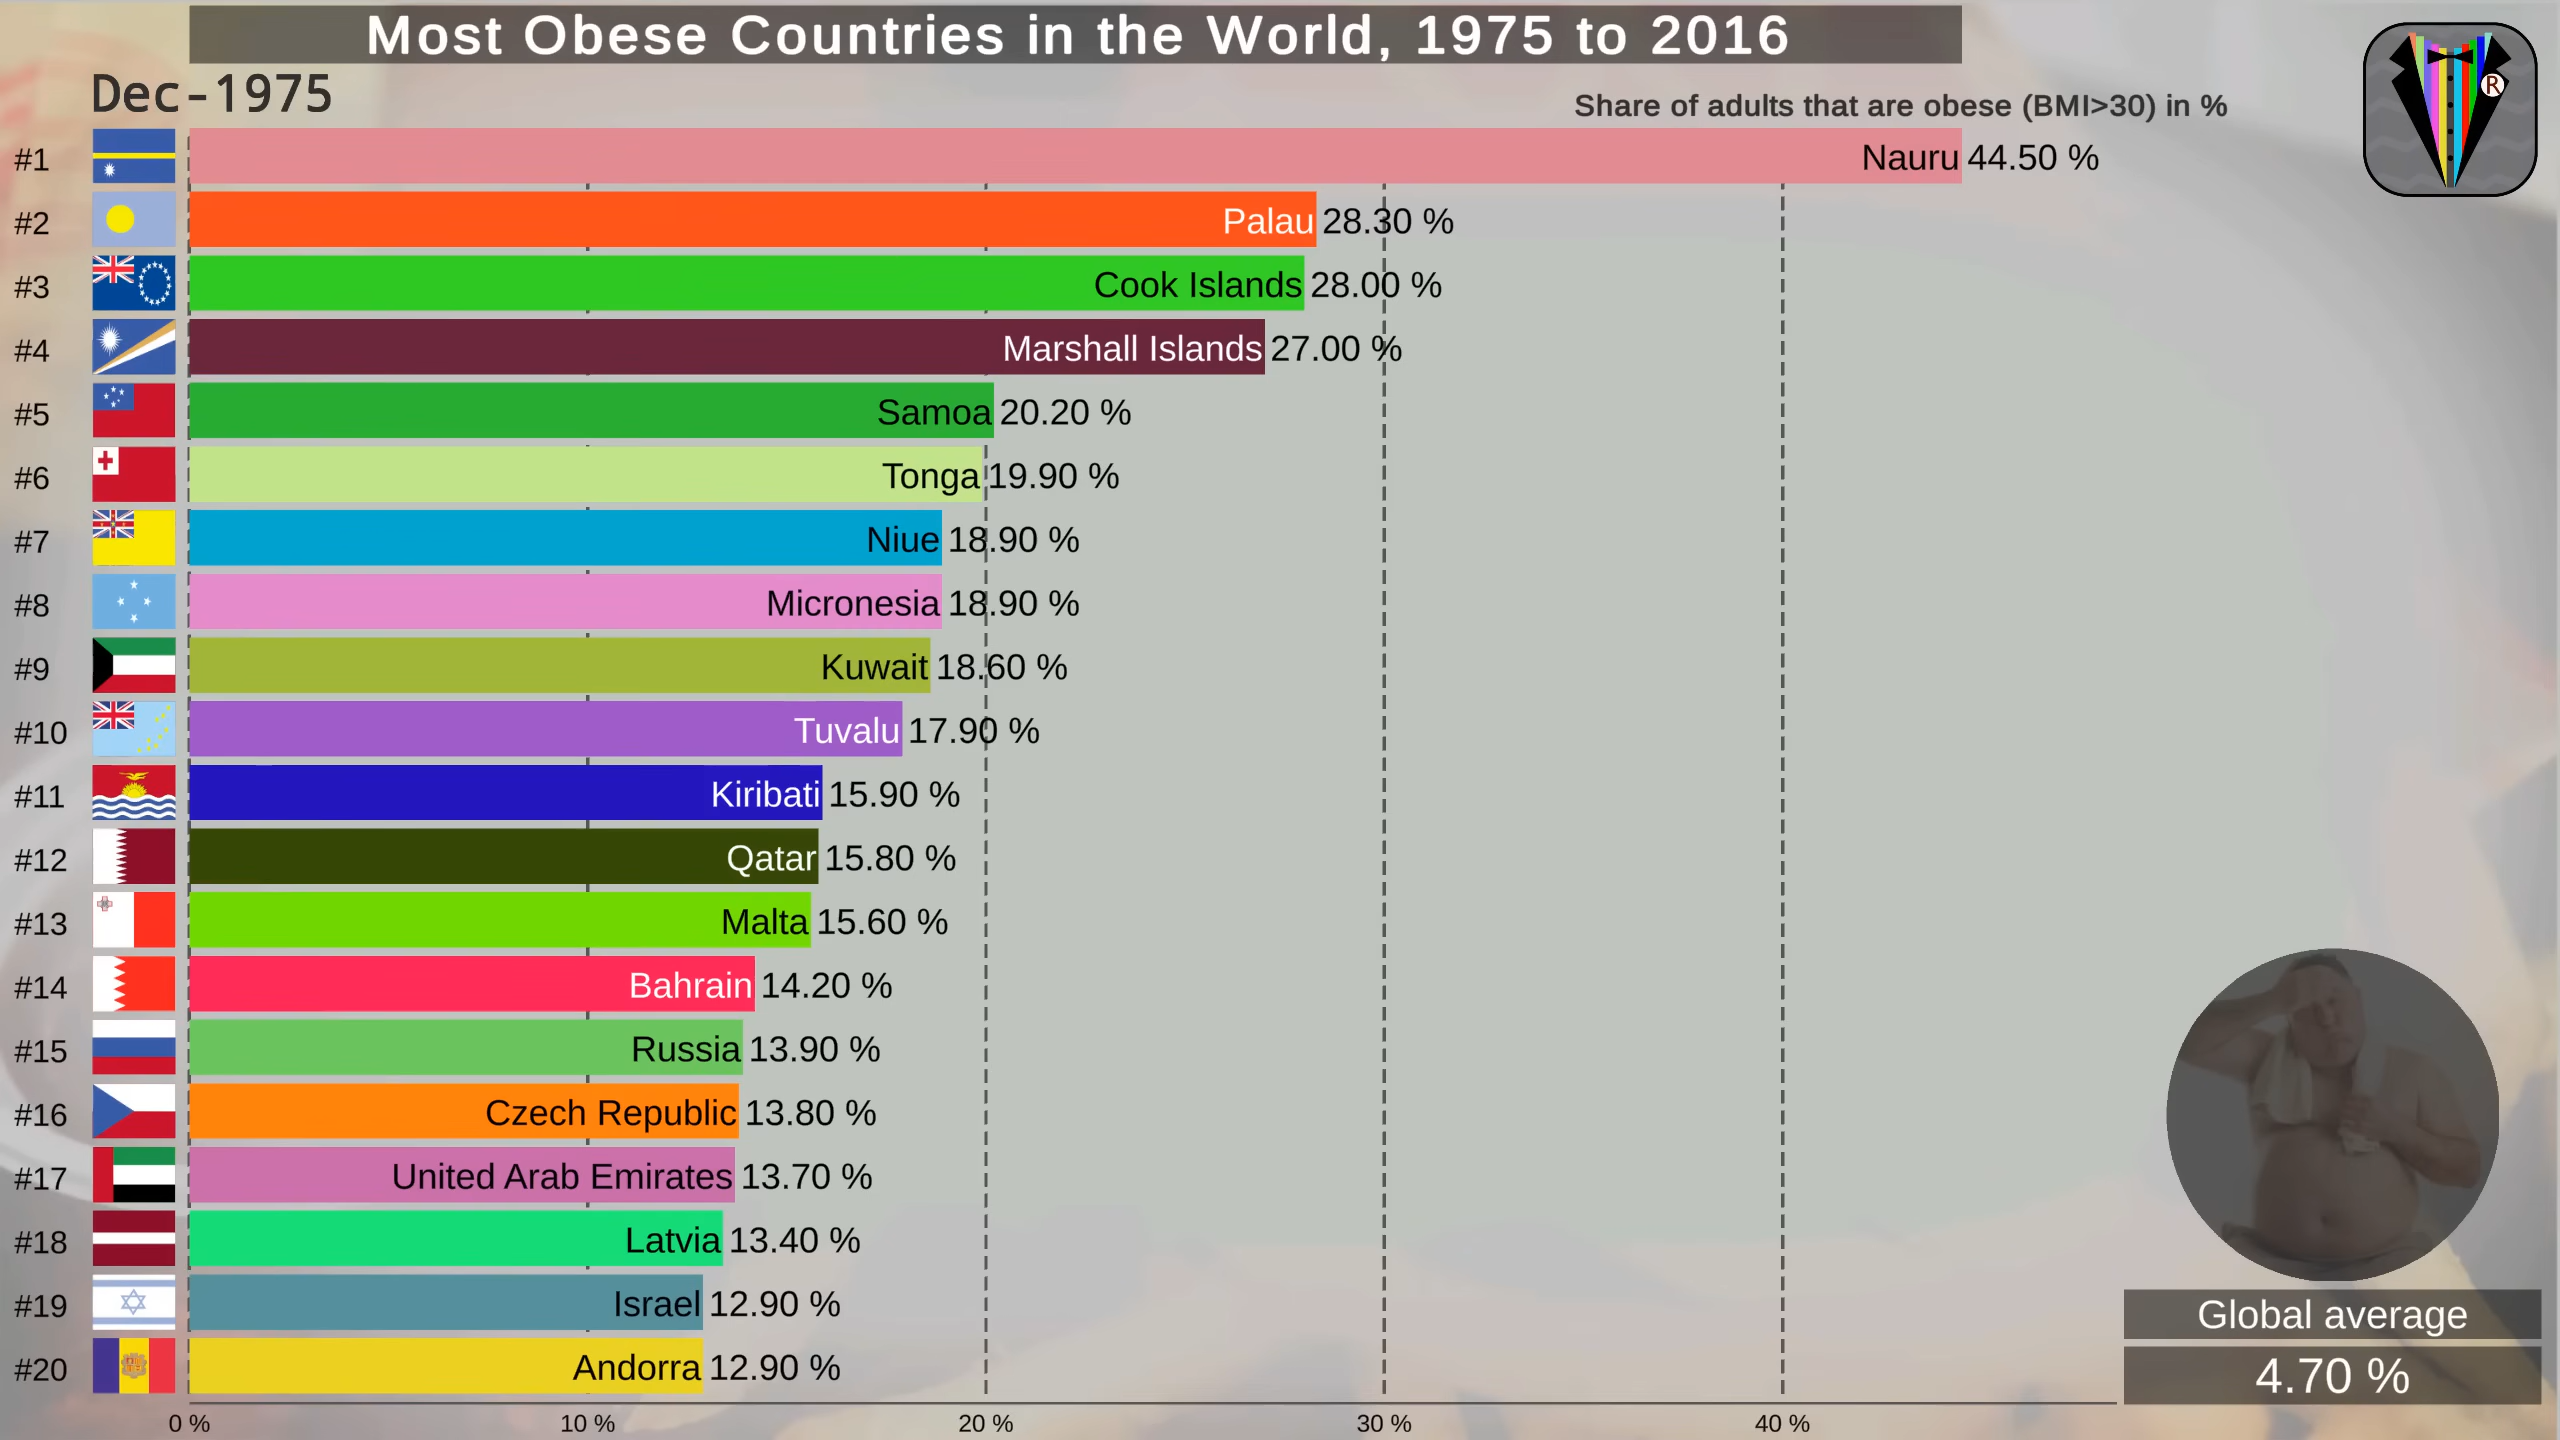 Most Obese Countries in the World, 1975 to 2016
Dec-1975
Share of adults that are obese (BMI>30) in %
®
#1 Nauru 44.50 %
#2 Palau 28.30 %
#3 Cook Islands 28.00 %
#4 Marshall Islands 27.00 %
#5 Samoa 20.20 %
#6 Tonga 19.90 %
#7 Niue 18.90 %
#8 Micronesia 18.90 %
#9 Kuwait 18.60 %
#10 Tuvalu 17.90 %
#11 Kiribati 15.90 %
#12 Qatar 15.80 %
#13 Malta 15.60 %
#14 Bahrain 14.20 %
#15 Russia 13.90 %
#16 Czech Republic 13.80 %
#17 United Arab Emirates 13.70 %
#18 Latvia 13.40 %
#19 Israel 12.90 %
#20 Andorra 12.90 %
Global average
4.70 %
0 % 10 % 20 % 30 % 40 %